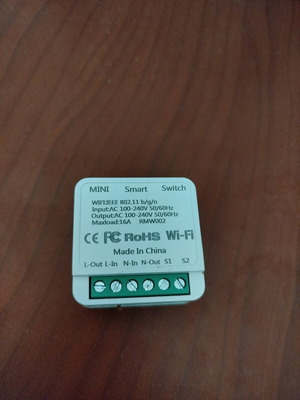 MINI Smart Switch
WIFI:IEEE 802.11 b/g/n
Input:AC 100-240V 50/60Hz
Output:AC 100-240V 50/60Hz
Maxload:16A RMW002
CE FC RoHS Wi-Fi
Made In China
L-Out L-In N-In N-Out S1 S2